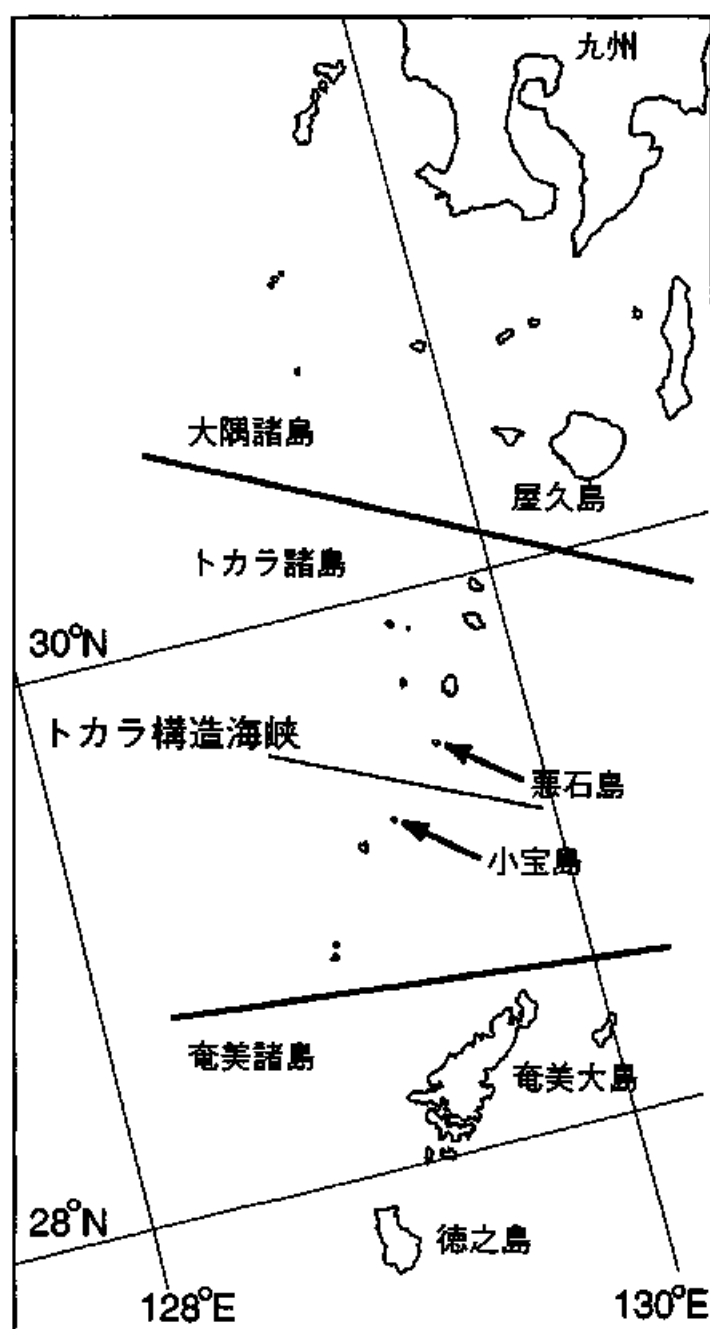 九州
大隅諸島
屋久島
トカラ諸島
30°N
トカラ構造海峡
悪石島
小宝島
奄美諸島
奄美大島
28°N
徳之島
128°E
130°E